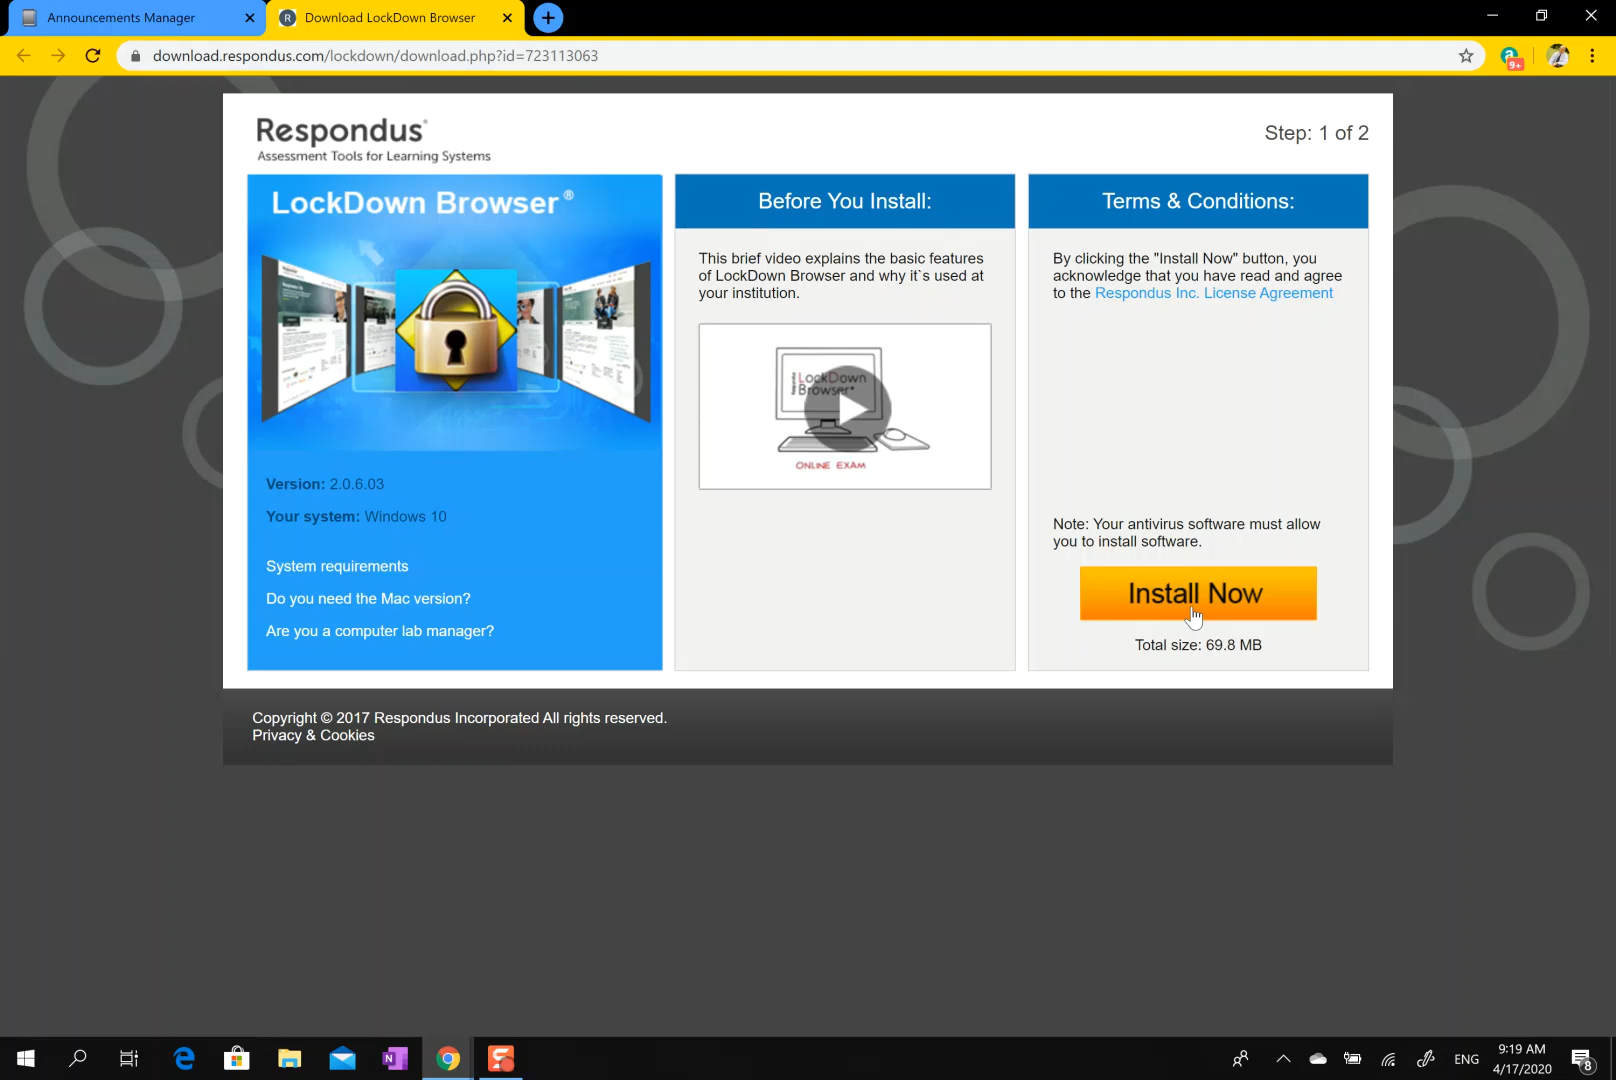 Announcements Manager
Download LockDown Browser
download.respondus.com/lockdown/download.php?id=723113063
9+
Respondus®
Assessment Tools for Learning Systems
Step: 1 of 2
LockDown Browser®
Version: 2.0.6.03
Your system: Windows 10
System requirements
Do you need the Mac version?
Are you a computer lab manager?
Before You Install:
This brief video explains the basic features
of LockDown Browser and why it`s used at
your institution.
LockDown
Browser
ONLINE EXAM
Terms & Conditions:
By clicking the "Install Now" button, you
acknowledge that you have read and agree
to the Respondus Inc. License Agreement
Note: Your antivirus software must allow
you to install software.
Install Now
Total size: 69.8 MB
Copyright © 2017 Respondus Incorporated All rights reserved.
Privacy & Cookies
ENG
9:19 AM
4/17/2020
8